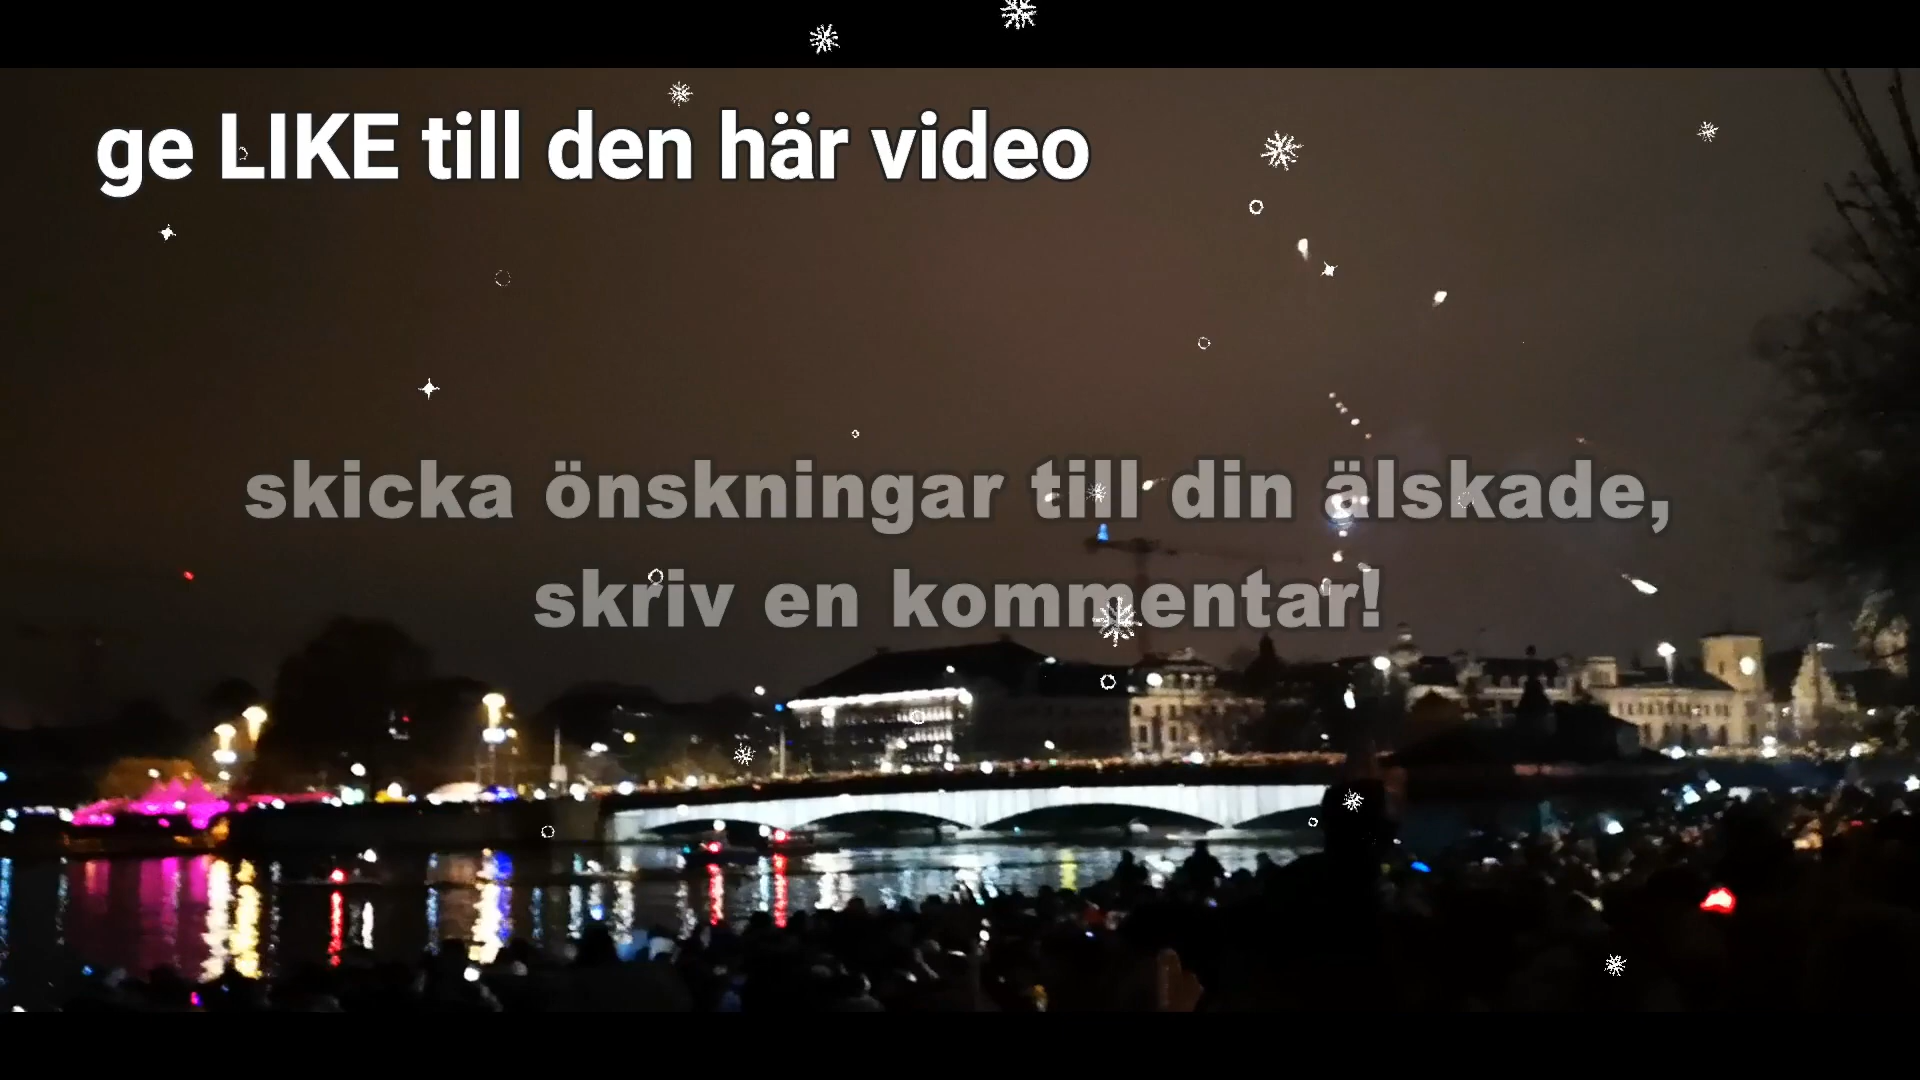 ge LIKE till den här video
skicka önskningar till din älskade,
skriv en kommentar!